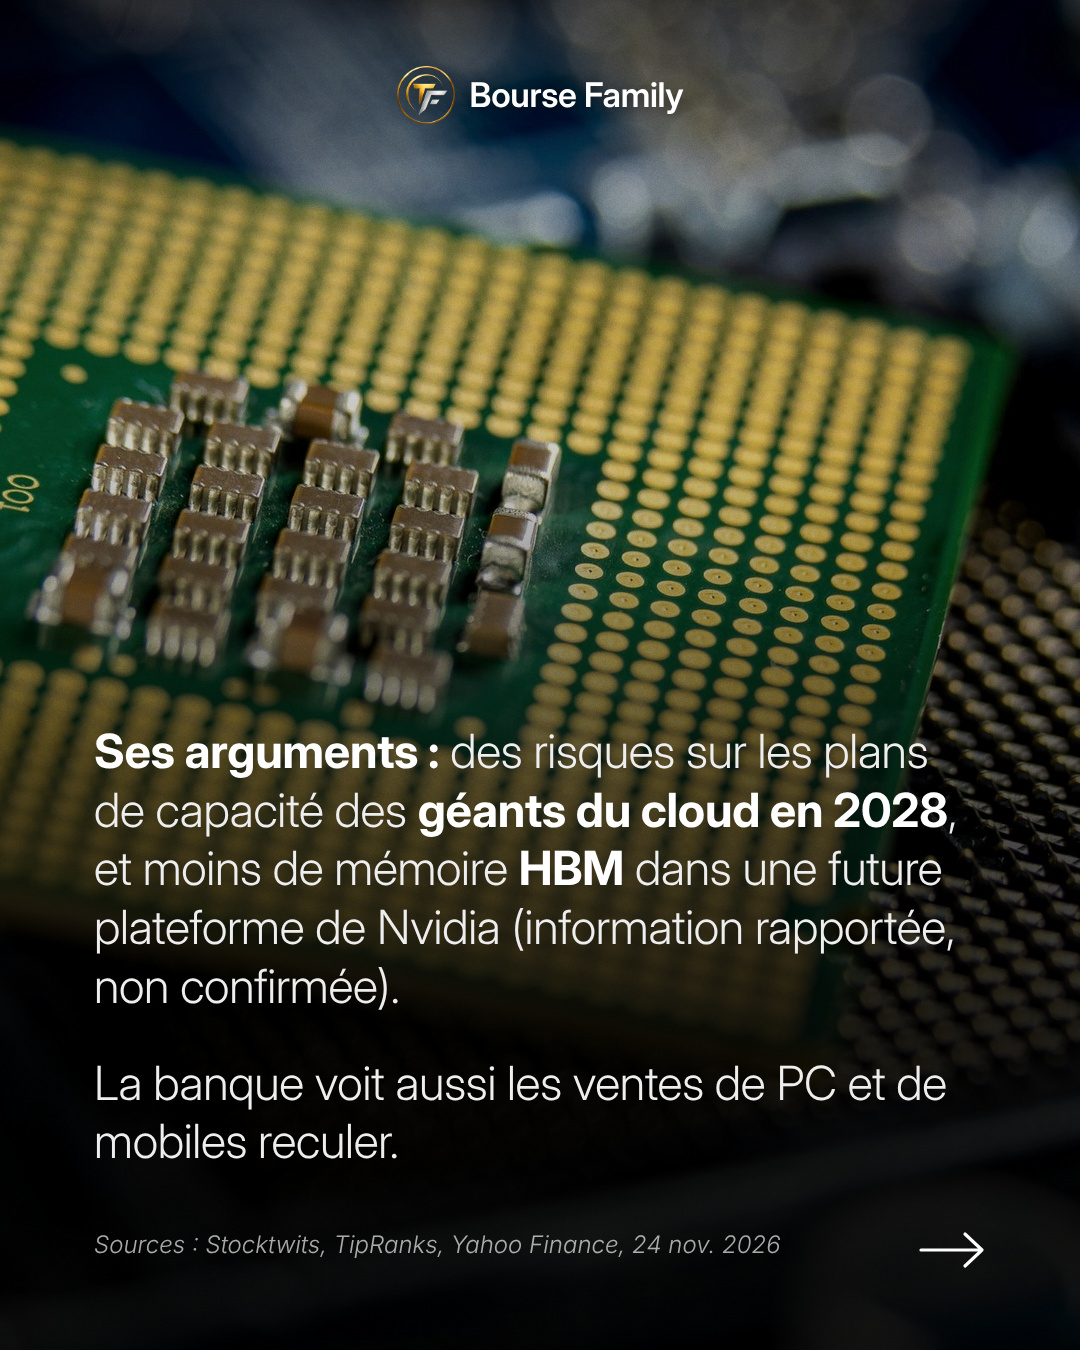 Bourse Family
100
Ses arguments : des risques sur les plans
de capacité des géants du cloud en 2028,
et moins de mémoire HBM dans une future
plateforme de Nvidia (information rapportée,
non confirmée).
La banque voit aussi les ventes de PC et de
mobiles reculer.
Sources : Stocktwits, TipRanks, Yahoo Finance, 24 nov. 2026